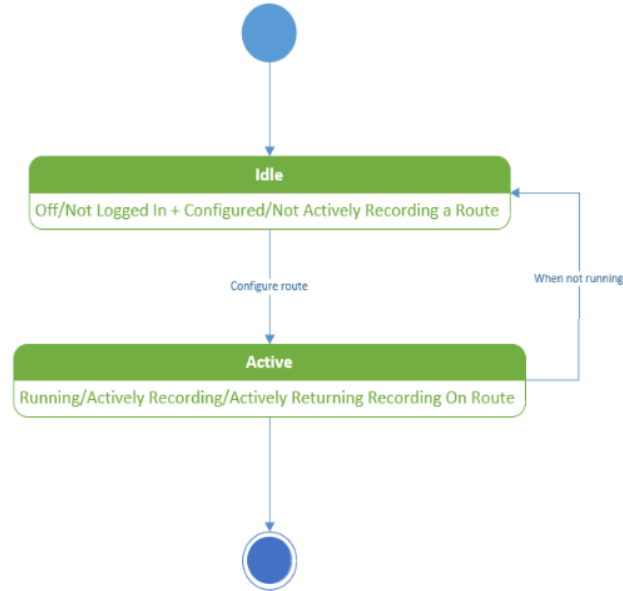 Idle
Off/Not Logged In + Configured/Not Actively Recording a Route
Configure route
When not running
Active
Running/Actively Recording/Actively Returning Recording On Route